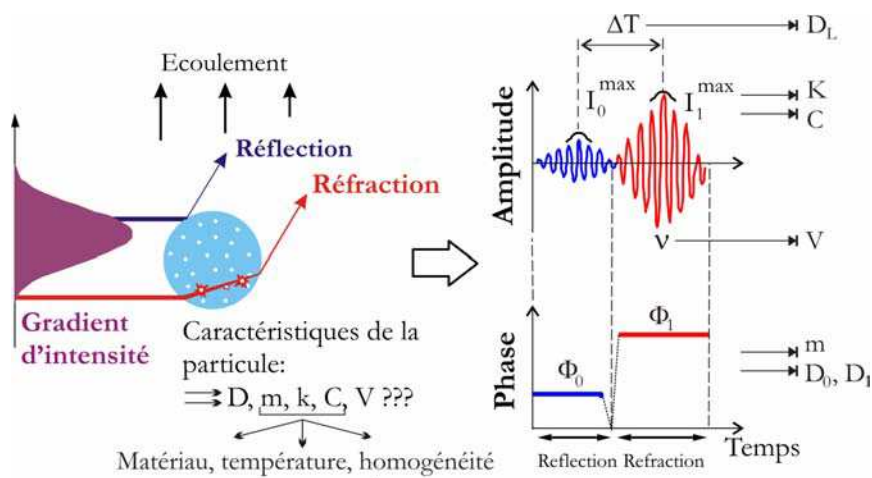 Ecoulement
Réflection
Réfraction
Gradient
d'intensité
Caractéristiques de la
particule:
D, m, k, C, V ???
Matériau, température, homogénéité
ΔT
D_L
I_0^max
I_1^max
K
C
Amplitude
ν
V
Φ_0
Φ_1
m
D_0, D_1
Phase
Temps
Reflection
Refraction